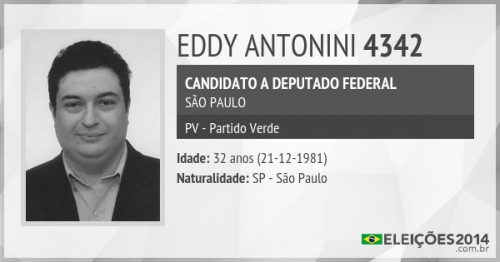 EDDY ANTONINI 4342
CANDIDATO A DEPUTADO FEDERAL
SÃO PAULO
PV - Partido Verde
Idade: 32 anos (21-12-1981)
Naturalidade: SP - São Paulo
ELEIÇÕES2014
.com.br